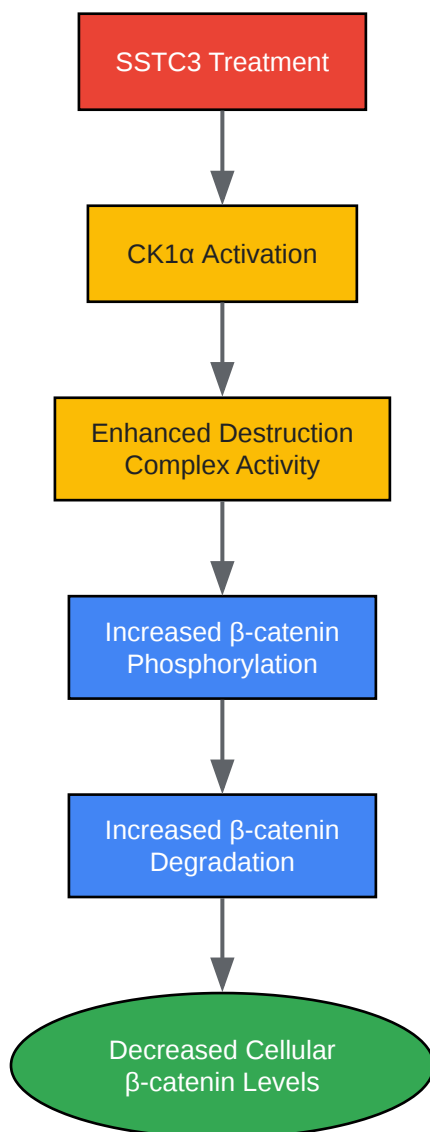 SSTC3 Treatment
CK1α Activation
Enhanced Destruction
Complex Activity
Increased β-catenin
Phosphorylation
Increased β-catenin
Degradation
Decreased Cellular
β-catenin Levels